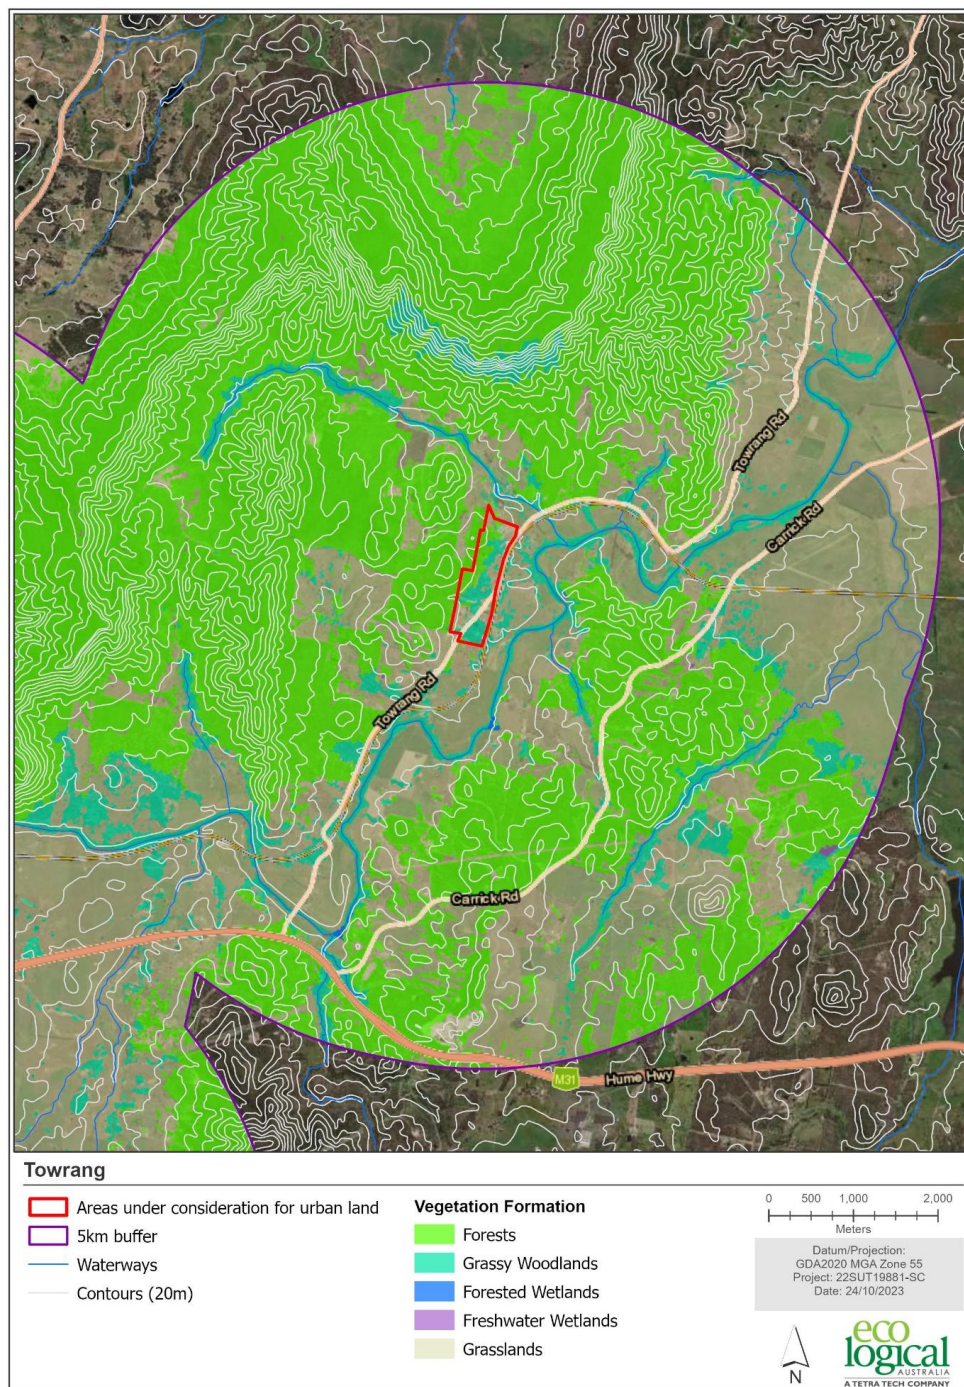 Towrang Rd
Carrick Rd
Towrang Rd
Carrick Rd
M31
Hume Hwy
Towrang
Areas under consideration for urban land
5km buffer
Waterways
Contours (20m)
Vegetation Formation
Forests
Grassy Woodlands
Forested Wetlands
Freshwater Wetlands
Grasslands
0 500 1,000 2,000
Meters
Datum/Projection:
GDA2020 MGA Zone 55
Project: 22SUT19881-SC
Date: 24/10/2023
N
eco
logical
AUSTRALIA
A TETRA TECH COMPANY